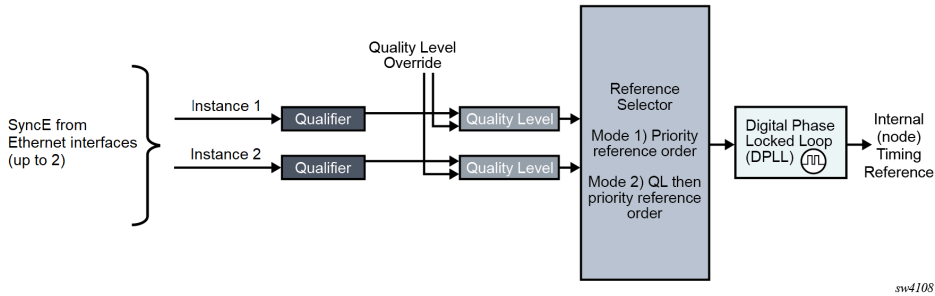 Quality Level
Override
SyncE from
Ethernet interfaces
(up to 2)
Instance 1
Qualifier
Quality Level
Instance 2
Qualifier
Quality Level
Reference
Selector
Mode 1) Priority
reference order
Mode 2) QL then
priority reference
order
Digital Phase
Locked Loop
(DPLL)
Internal
(node)
Timing
Reference
sw4108